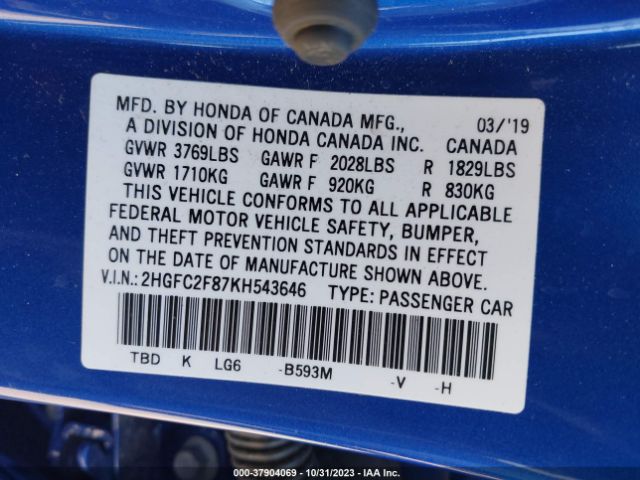 MFD. BY HONDA OF CANADA MFG., 03/'19
A DIVISION OF HONDA CANADA INC. CANADA
GVWR 3769LBS GAWR F 2028LBS R 1829LBS
GVWR 1710KG GAWR F 920KG R 830KG
THIS VEHICLE CONFORMS TO ALL APPLICABLE
FEDERAL MOTOR VEHICLE SAFETY, BUMPER,
AND THEFT PREVENTION STANDARDS IN EFFECT
ON THE DATE OF MANUFACTURE SHOWN ABOVE.
V.I.N.: 2HGFC2F87KH543646 TYPE: PASSENGER CAR
TBD K LG6 -B593M -V -H
000-37904069 - 10/31/2023 - IAA Inc.